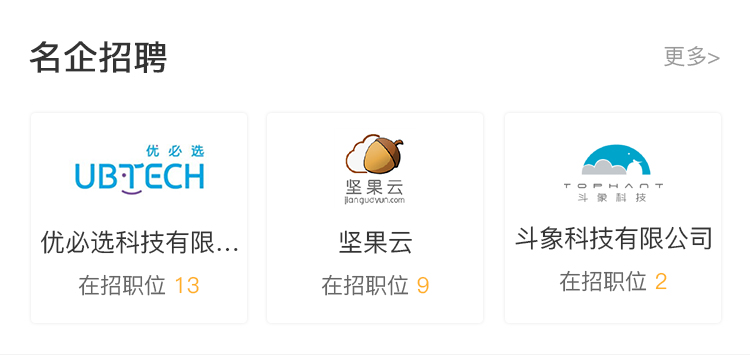 名企招聘
更多>
优必选
UBTECH
优必选科技有限...
在招职位 13
坚果云
jianguoyun.com
坚果云
在招职位 9
TOPHANT
斗象科技
斗象科技有限公司
在招职位 2